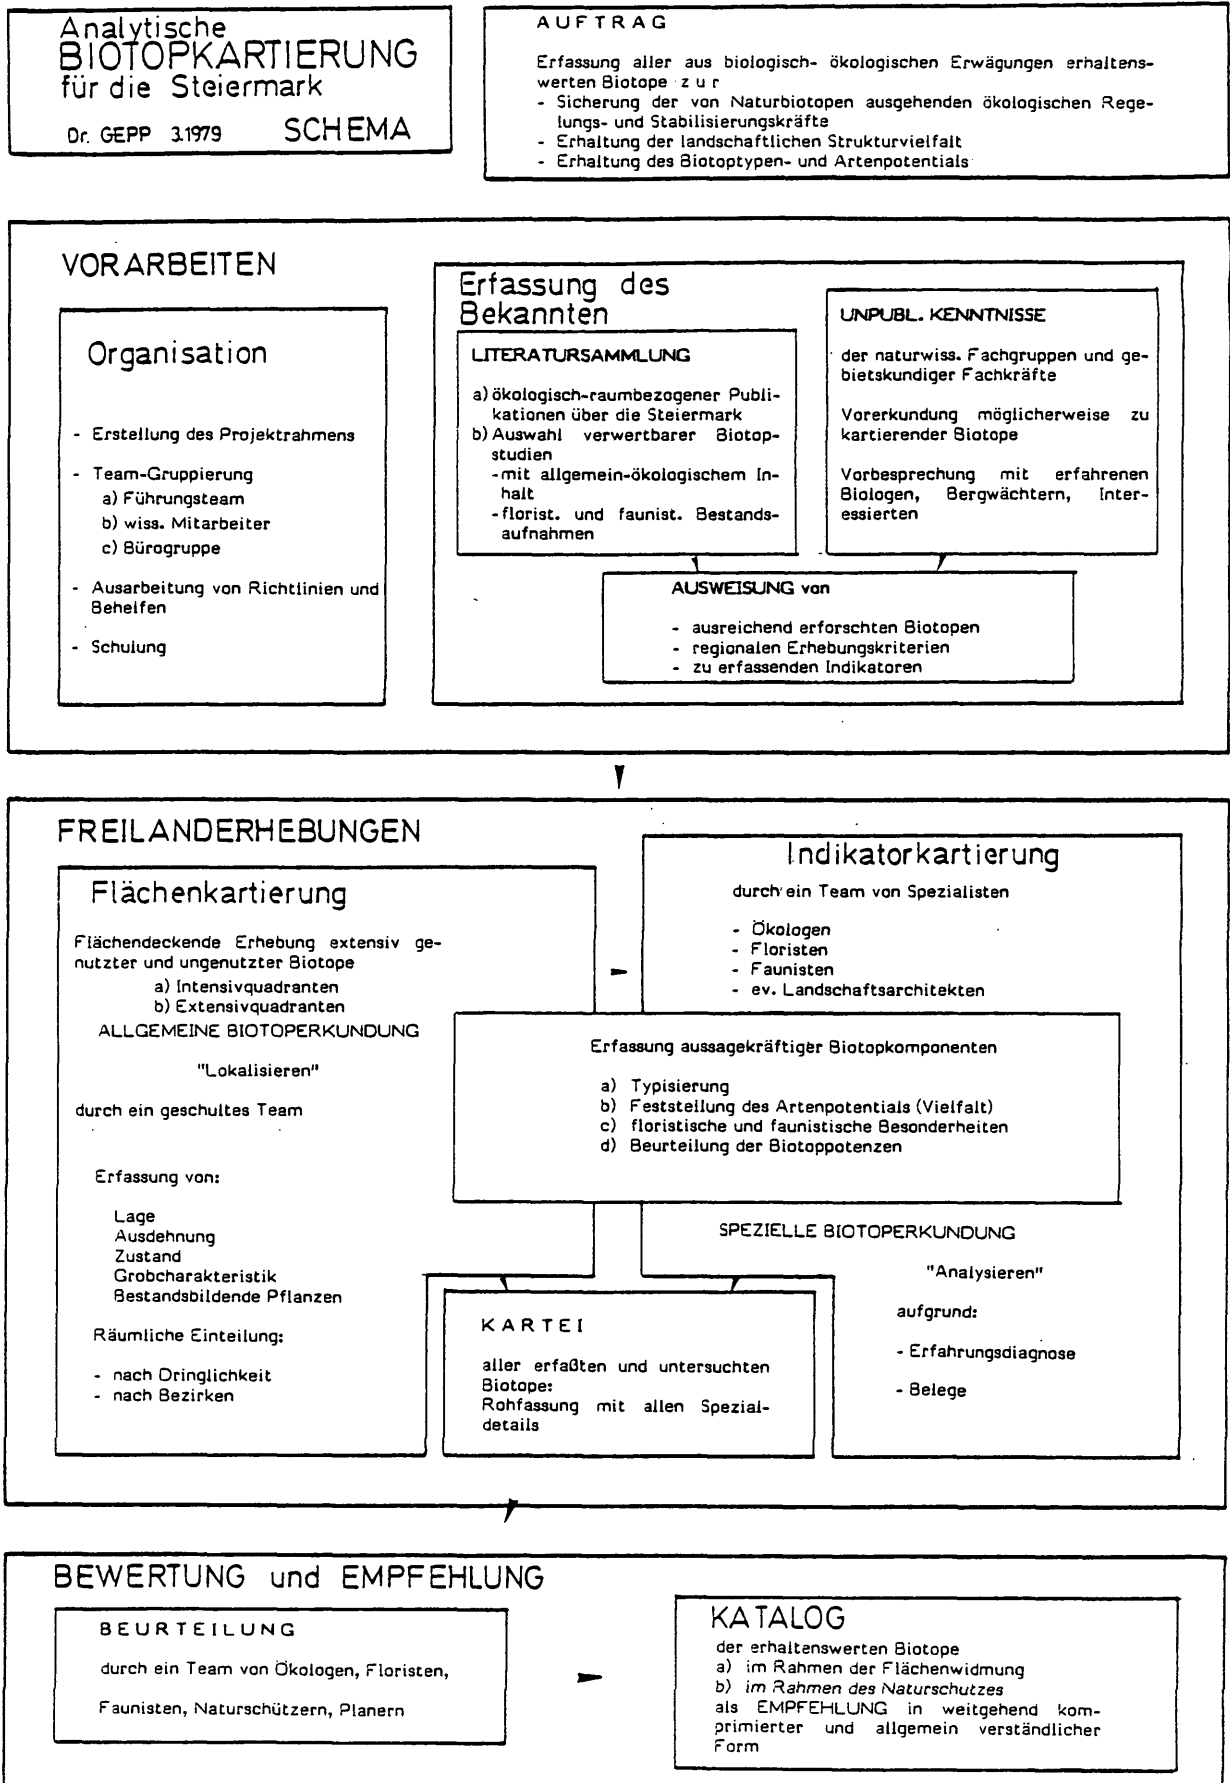 Analytische
BIOTOPKARTIERUNG
für die Steiermark
Dr. GEPP 3.1979 SCHEMA
AUFTRAG
Erfassung aller aus biologisch- ökologischen Erwägungen erhaltens-
werten Biotope z u r
- Sicherung der von Naturbiotopen ausgehenden ökologischen Rege-
lungs- und Stabilisierungskräfte
- Erhaltung der landschaftlichen Strukturvielfalt
- Erhaltung des Biotoptypen- und Artenpotentials
VORARBEITEN
Organisation
- Erstellung des Projektrahmens
- Team-Gruppierung
a) Führungsteam
b) wiss. Mitarbeiter
c) Bürogruppe
- Ausarbeitung von Richtlinien und
Behelfen
- Schulung
Erfassung des
Bekannten
LITERATURSAMMLUNG
a) ökologisch-raumbezogener Publi-
kationen über die Steiermark
b) Auswahl verwertbarer Biotop-
studien
-mit allgemein-ökologischem In-
halt
-florist. und faunist. Bestands-
aufnahmen
UNPUBL. KENNTNISSE
der naturwiss. Fachgruppen und ge-
bietskundiger Fachkräfte
Vorerkundung möglicherweise zu
kartierender Biotope
Vorbesprechung mit erfahrenen
Biologen, Bergwächtern, Inter-
essierten
AUSWEISUNG von
- ausreichend erforschten Biotopen
- regionalen Erhebungskriterien
- zu erfassenden Indikatoren
FREILANDERHEBUNGEN
Flächenkartierung
Flächendeckende Erhebung extensiv ge-
nutzter und ungenutzter Biotope
a) Intensivquadranten
b) Extensivquadranten
ALLGEMEINE BIOTOPERKUNDUNG
"Lokalisieren"
durch ein geschultes Team
Erfassung von:
Lage
Ausdehnung
Zustand
Grobcharakteristik
Bestandsbildende Pflanzen
Räumliche Einteilung:
- nach Dringlichkeit
- nach Bezirken
Indikatorkartierung
durch ein Team von Spezialisten
- Ökologen
- Floristen
- Faunisten
- ev. Landschaftsarchitekten
Erfassung aussagekräftiger Biotopkomponenten
a) Typisierung
b) Feststellung des Artenpotentials (Vielfalt)
c) floristische und faunistische Besonderheiten
d) Beurteilung der Biotoppotenzen
SPEZIELLE BIOTOPERKUNDUNG
"Analysieren"
aufgrund:
- Erfahrungsdiagnose
- Belege
KARTEI
aller erfaßten und untersuchten
Biotope:
Rohfassung mit allen Spezial-
details
BEWERTUNG und EMPFEHLUNG
BEURTEILUNG
durch ein Team von Ökologen, Floristen,
Faunisten, Naturschützern, Planern
KATALOG
der erhaltenswerten Biotope
a) im Rahmen der Flächenwidmung
b) im Rahmen des Naturschutzes
als EMPFEHLUNG in weitgehend kom-
primierter und allgemein verständlicher
Form